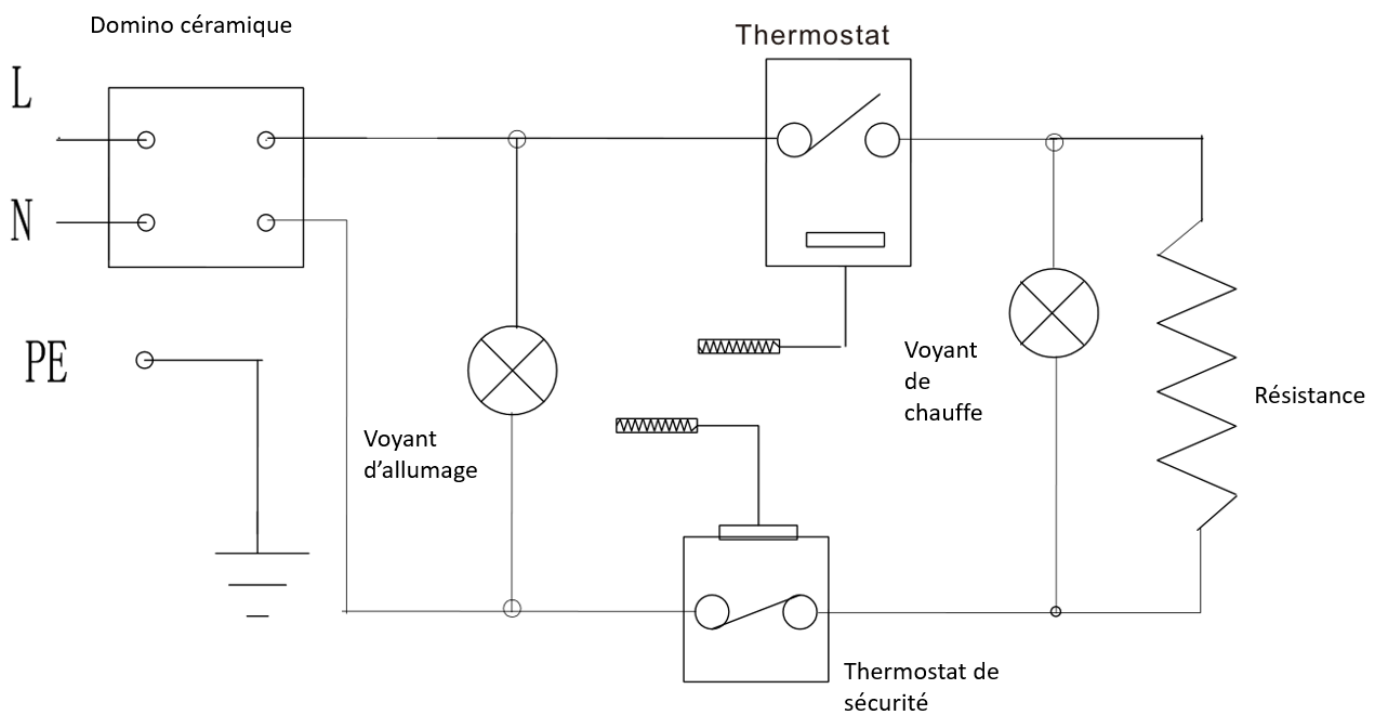 Domino céramique
Thermostat
L
N
PE
Voyant
d’allumage
Voyant
de
chauffe
Résistance
Thermostat de
sécurité